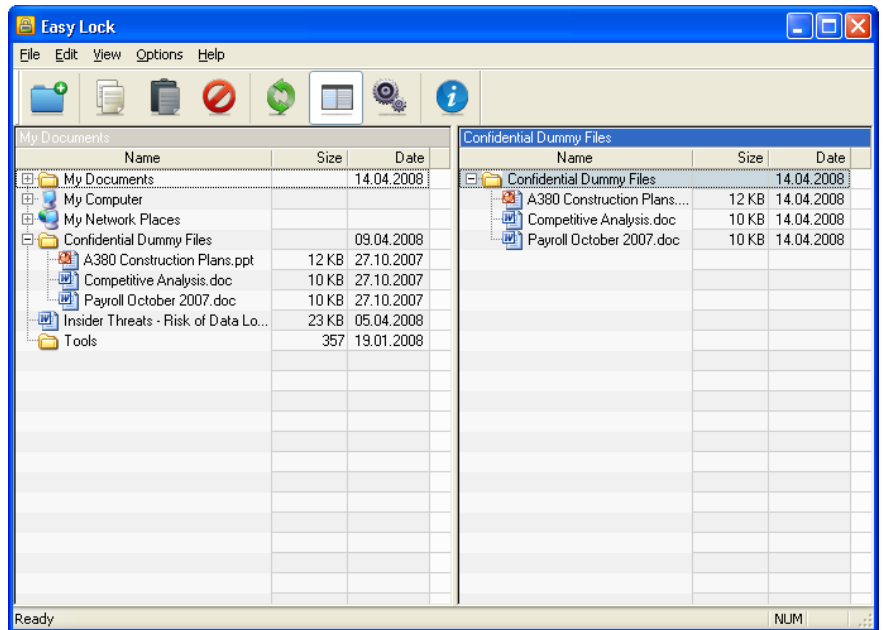 Easy Lock
File Edit View Options Help
My Documents
Name Size Date
My Documents 14.04.2008
My Computer
My Network Places
Confidential Dummy Files 09.04.2008
A380 Construction Plans.ppt 12 KB 27.10.2007
Competitive Analysis.doc 10 KB 27.10.2007
Payroll October 2007.doc 10 KB 27.10.2007
Insider Threats - Risk of Data Lo... 23 KB 05.04.2008
Tools 357 19.01.2008
Confidential Dummy Files
Name Size Date
Confidential Dummy Files 14.04.2008
A380 Construction Plans.... 12 KB 14.04.2008
Competitive Analysis.doc 10 KB 14.04.2008
Payroll October 2007.doc 10 KB 14.04.2008
Ready NUM